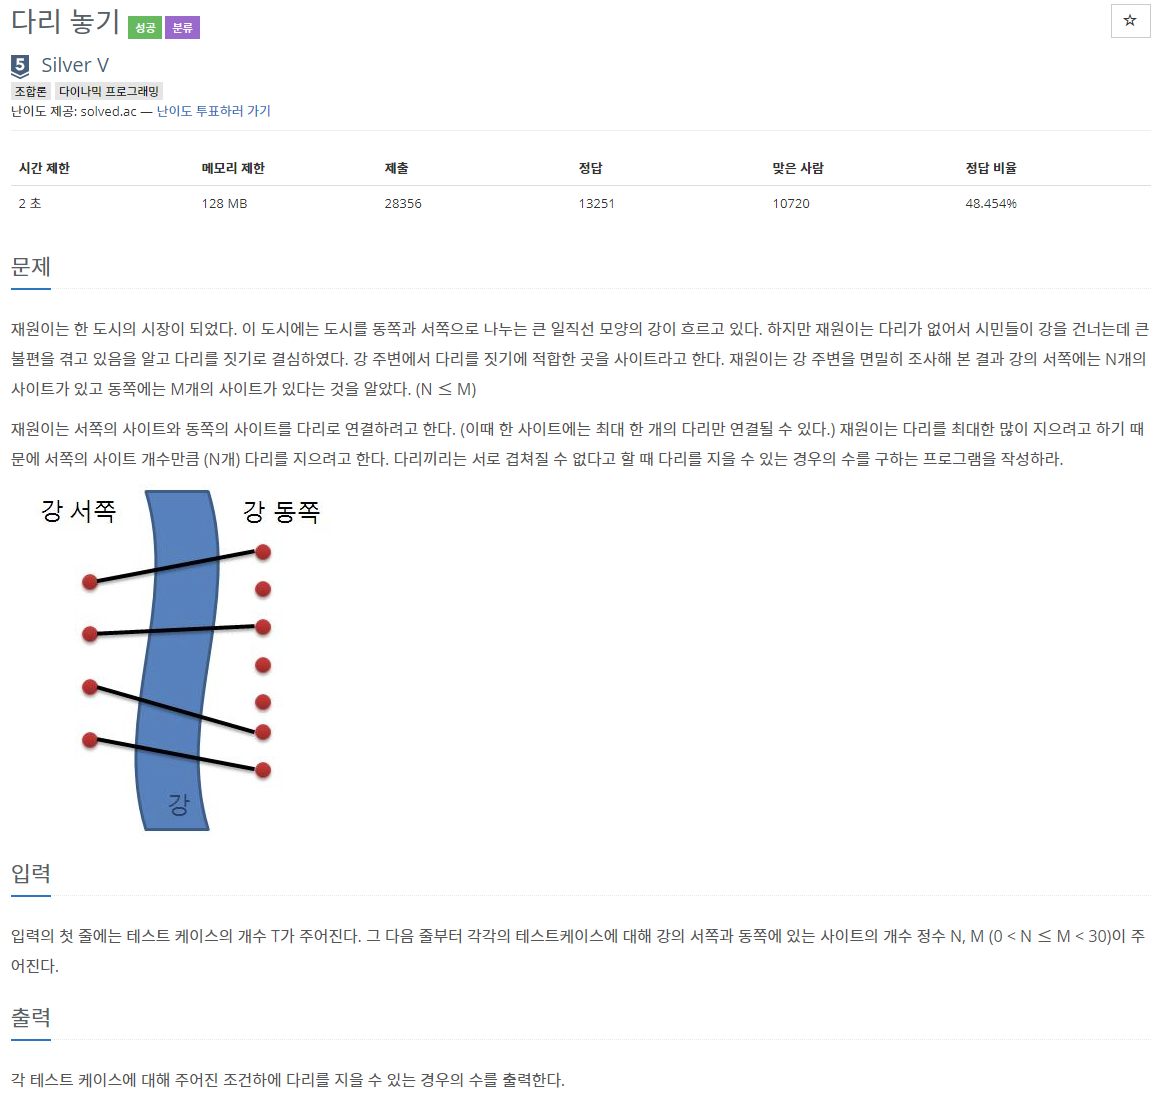 다리 놓기 성공 분류
☆
5 Silver V
조합론 다이나믹 프로그래밍
난이도 제공: solved.ac — 난이도 투표하러 가기
시간 제한 메모리 제한 제출 정답 맞은 사람 정답 비율
2 초 128 MB 28356 13251 10720 48.454%
문제
재원이는 한 도시의 시장이 되었다. 이 도시에는 도시를 동쪽과 서쪽으로 나누는 큰 일직선 모양의 강이 흐르고 있다. 하지만 재원이는 다리가 없어서 시민들이 강을 건너는데 큰
불편을 겪고 있음을 알고 다리를 짓기로 결심하였다. 강 주변에서 다리를 짓기에 적합한 곳을 사이트라고 한다. 재원이는 강 주변을 면밀히 조사해 본 결과 강의 서쪽에는 N개의
사이트가 있고 동쪽에는 M개의 사이트가 있다는 것을 알았다. (N ≤ M)
재원이는 서쪽의 사이트와 동쪽의 사이트를 다리로 연결하려고 한다. (이때 한 사이트에는 최대 한 개의 다리만 연결될 수 있다.) 재원이는 다리를 최대한 많이 지으려고 하기 때
문에 서쪽의 사이트 개수만큼 (N개) 다리를 지으려고 한다. 다리끼리는 서로 겹쳐질 수 없다고 할 때 다리를 지을 수 있는 경우의 수를 구하는 프로그램을 작성하라.
강 서쪽 강 동쪽
강
입력
입력의 첫 줄에는 테스트 케이스의 개수 T가 주어진다. 그 다음 줄부터 각각의 테스트케이스에 대해 강의 서쪽과 동쪽에 있는 사이트의 개수 정수 N, M (0 < N ≤ M < 30)이 주
어진다.
출력
각 테스트 케이스에 대해 주어진 조건하에 다리를 지을 수 있는 경우의 수를 출력한다.